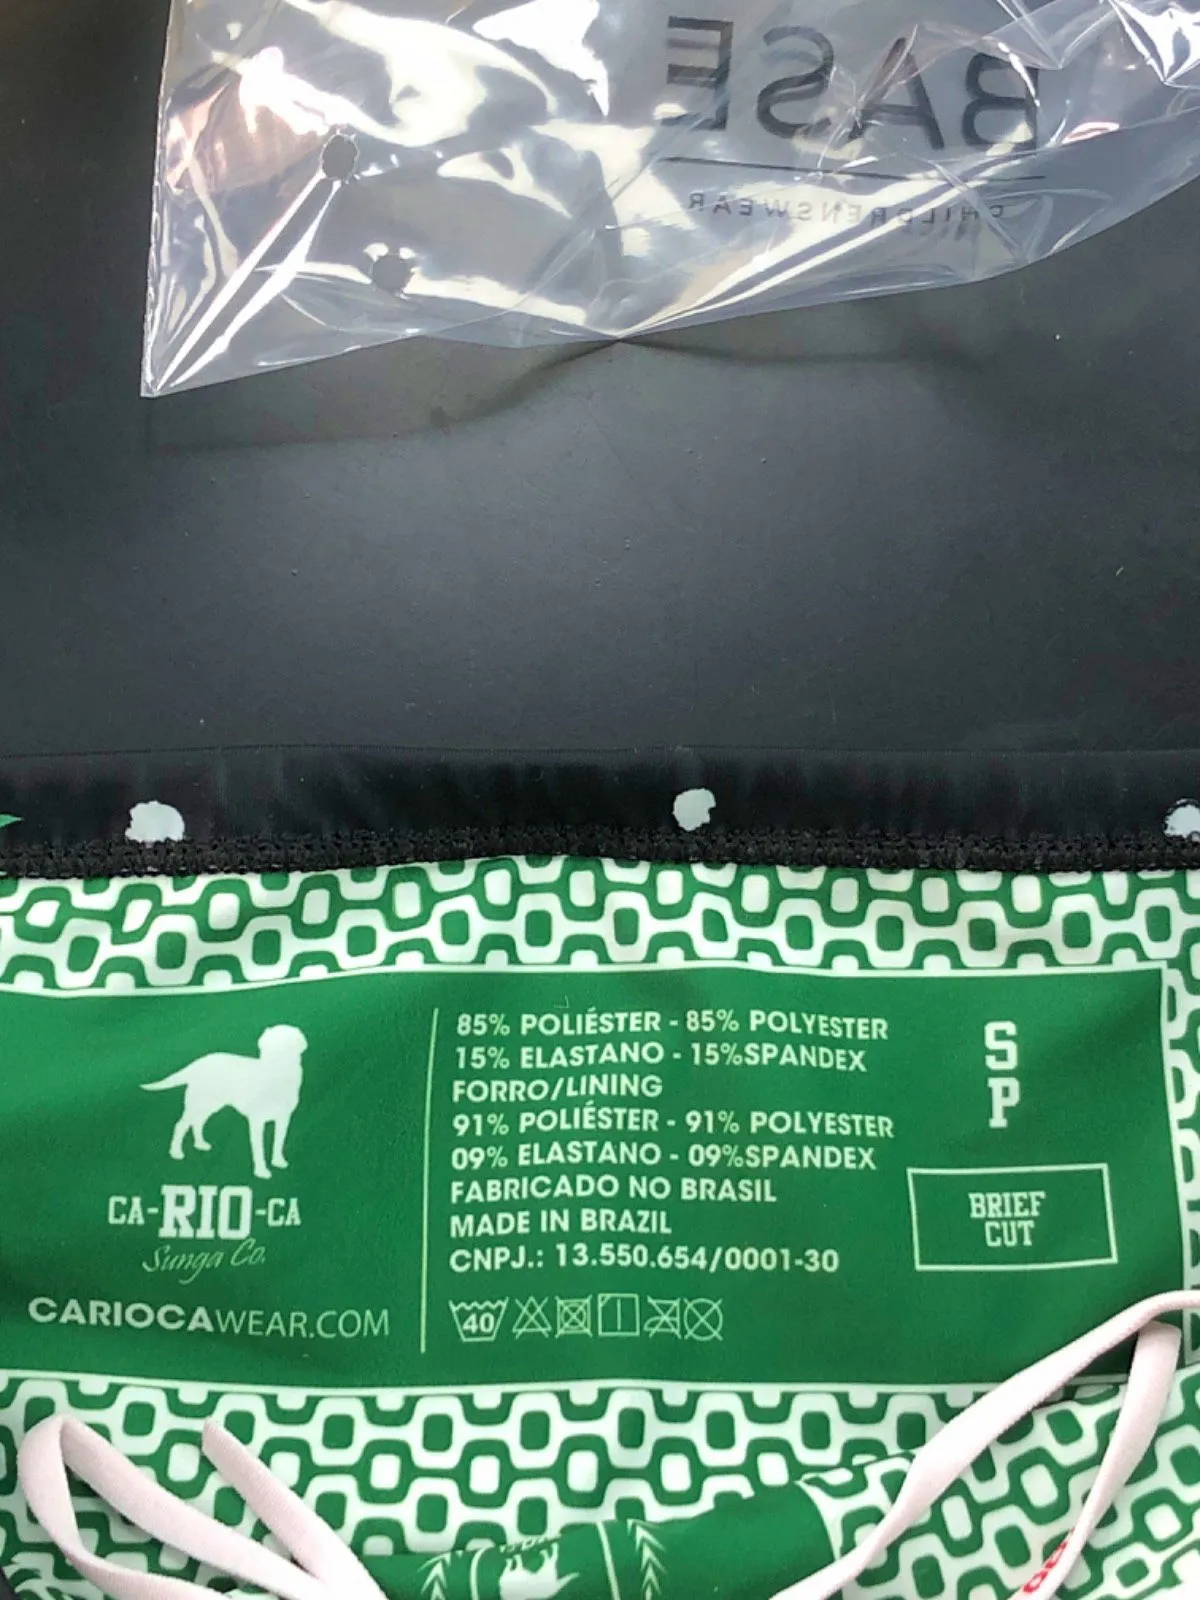 BASE
CHILDRENSWEAR
CA-RIO-CA
Sunga Co.
CARIOCAWEAR.COM
85% POLIÉSTER - 85% POLYESTER
15% ELASTANO - 15%SPANDEX
FORRO/LINING
91% POLIÉSTER - 91% POLYESTER
09% ELASTANO - 09%SPANDEX
FABRICADO NO BRASIL
MADE IN BRAZIL
CNPJ.: 13.550.654/0001-30
40
S
P
BRIEF
CUT